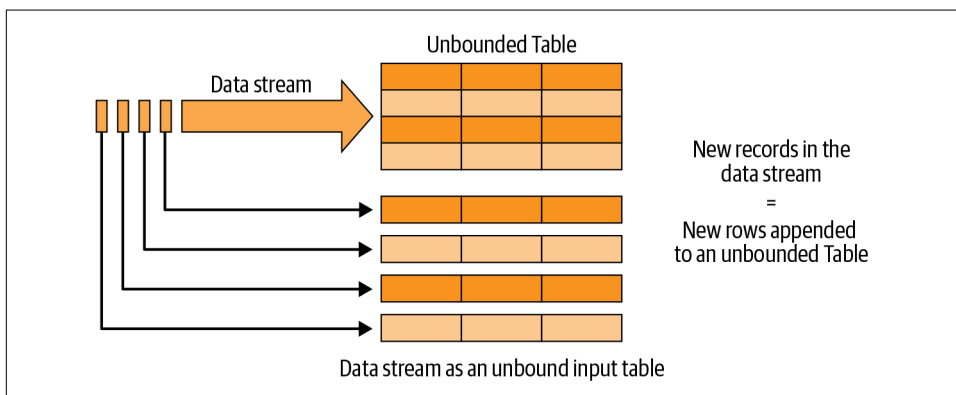 Unbounded Table
Data stream
New records in the
data stream
=
New rows appended
to an unbounded Table
Data stream as an unbound input table